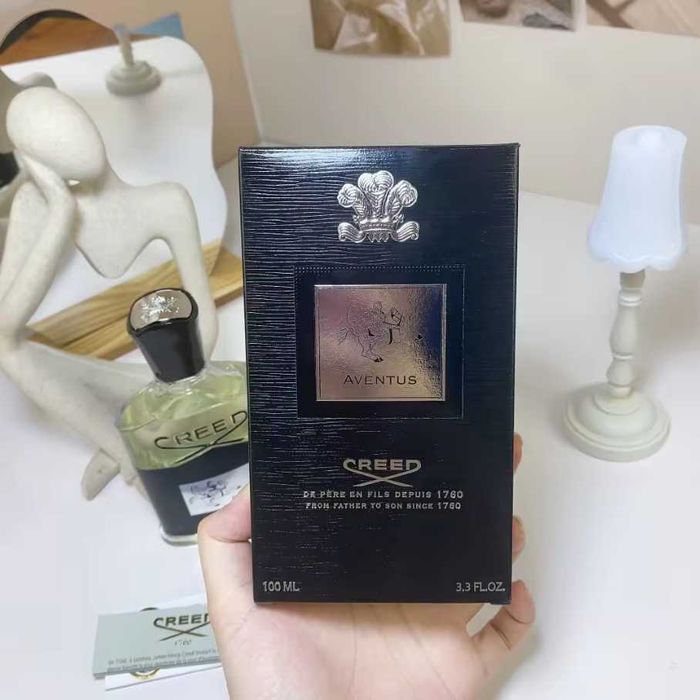 AVENTUS
CREED
DE PÈRE EN FILS DEPUIS 1760
FROM FATHER TO SON SINCE 1760
100 ML
3.3 FL.OZ.
CREED
CREED
1760